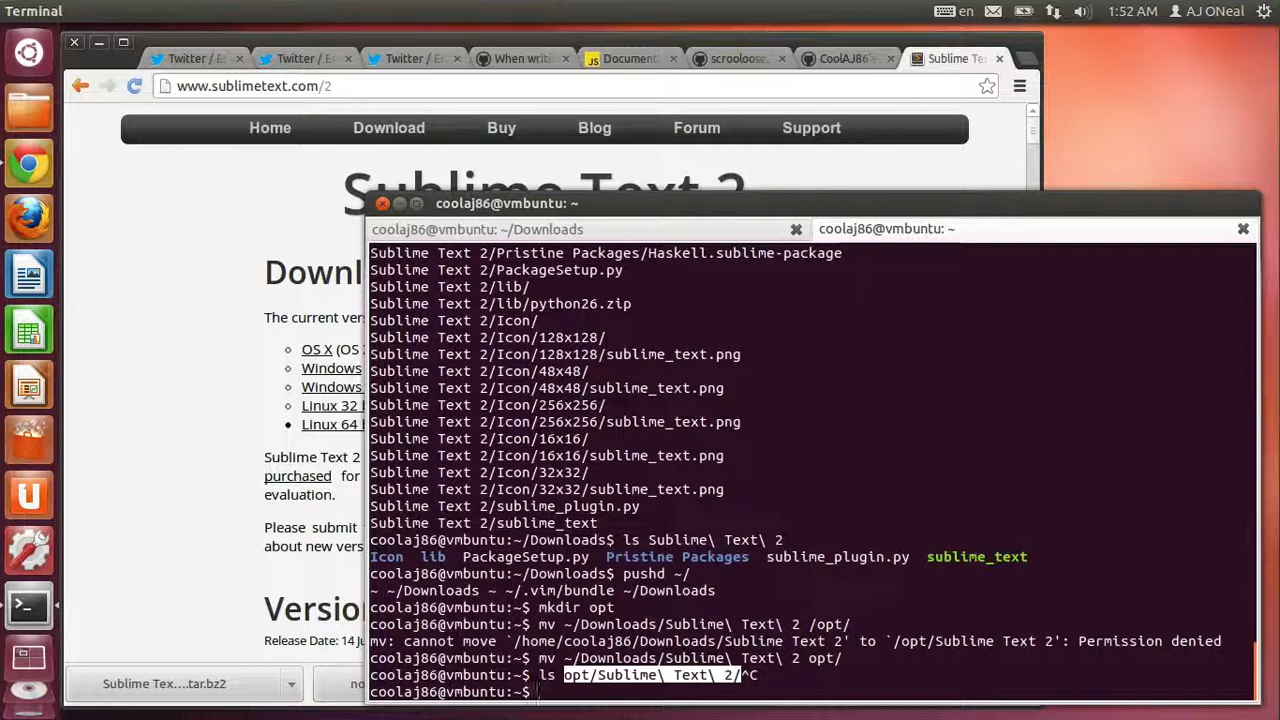 Terminal
en
1:52 AM
AJ ONeal
Twitter / E
Twitter / E
Twitter / E
When writi
JS
Document
scrooloose
CoolAJ86's
Sublime Te
www.sublimetext.com/2
Home
Download
Buy
Blog
Forum
Support
Sublime Text 2
Downl
The current ver
OS X (OS
Windows
Windows
Linux 32
Linux 64
Sublime Text 2
purchased for
evaluation.
Please submit
about new vers
Version
Release Date: 14 Ju
Sublime Tex....tar.bz2
no
coolaj86@vmbuntu: ~
coolaj86@vmbuntu: ~/Downloads
coolaj86@vmbuntu: ~
Sublime Text 2/Pristine Packages/Haskell.sublime-package
Sublime Text 2/PackageSetup.py
Sublime Text 2/lib/
Sublime Text 2/lib/python26.zip
Sublime Text 2/Icon/
Sublime Text 2/Icon/128x128/
Sublime Text 2/Icon/128x128/sublime_text.png
Sublime Text 2/Icon/48x48/
Sublime Text 2/Icon/48x48/sublime_text.png
Sublime Text 2/Icon/256x256/
Sublime Text 2/Icon/256x256/sublime_text.png
Sublime Text 2/Icon/16x16/
Sublime Text 2/Icon/16x16/sublime_text.png
Sublime Text 2/Icon/32x32/
Sublime Text 2/Icon/32x32/sublime_text.png
Sublime Text 2/sublime_plugin.py
Sublime Text 2/sublime_text
coolaj86@vmbuntu:~/Downloads$ ls Sublime\ Text\ 2
Icon lib PackageSetup.py Pristine Packages sublime_plugin.py sublime_text
coolaj86@vmbuntu:~/Downloads$ pushd ~/
~ ~/Downloads ~ ~/.vim/bundle ~/Downloads
coolaj86@vmbuntu:~$ mkdir opt
coolaj86@vmbuntu:~$ mv ~/Downloads/Sublime\ Text\ 2 /opt/
mv: cannot move `/home/coolaj86/Downloads/Sublime Text 2' to `/opt/Sublime Text 2': Permission denied
coolaj86@vmbuntu:~$ mv ~/Downloads/Sublime\ Text\ 2 opt/
coolaj86@vmbuntu:~$ ls opt/Sublime\ Text\ 2/^C
coolaj86@vmbuntu:~$